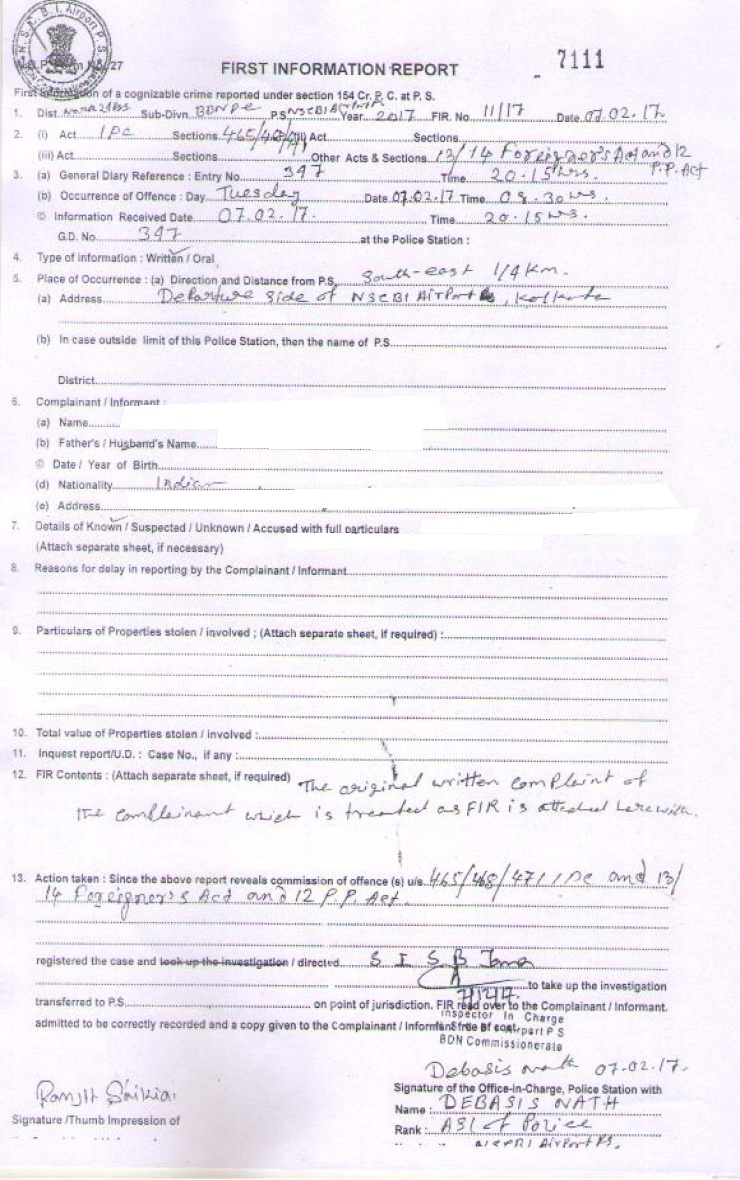 N.S.C.B.I. Airport P.S.
7111
Form No. 27
FIRST INFORMATION REPORT
First Information of a cognizable crime reported under section 154 Cr. P. C. at P. S.
1. Dist. Sub-Divn. BDNPC P.S NSCBI Airport Year 2017 FIR No. 11/17 Date 07.02.17
2. (i) Act IPC Sections 465/468/471 (ii) Act Sections
(iii) Act Sections Other Acts & Sections 13/14 Foreigner's Act and 12 P.P. Act
3. (a) General Diary Reference : Entry No. 347 Time 20.15 hrs.
(b) Occurrence of Offence : Day Tuesday Date 07.02.17 Time 08.30 hrs.
© Information Received Date 07.02.17. Time 20.15 hrs.
G.D. No. 347 at the Police Station :
4. Type of information : Written / Oral
5. Place of Occurrence : (a) Direction and Distance from P.S. South-east 1/4 km.
(a) Address Departure side of NSCBI Airport PS, Kolkata
(b) In case outside limit of this Police Station, then the name of P.S.
District
6. Complainant / Informant :
(a) Name
(b) Father's / Husband's Name
© Date / Year of Birth
(d) Nationality Indian
(e) Address
7. Details of Known / Suspected / Unknown / Accused with full particulars
(Attach separate sheet, if necessary)
8. Reasons for delay in reporting by the Complainant / Informant
9. Particulars of Properties stolen / involved ; (Attach separate sheet, if required) :
10. Total value of Properties stolen / involved :
11. Inquest report/U.D. : Case No., if any :
12. FIR Contents : (Attach separate sheet, if required) The original written complaint of
the complainant which is treated as FIR is attached herewith.
13. Action taken : Since the above report reveals commission of offence (s) u/s. 465/468/471 IPC and 13/
14 Foreigner's Act and 12 P.P. Act.
registered the case and look up the investigation / directed S I S B Jana
to take up the investigation
transferred to P.S. on point of jurisdiction. FIR read over to the Complainant / Informant.
7/2/17
Inspector In Charge
admitted to be correctly recorded and a copy given to the Complainant / Informant free of cost.
Airport P S
BDN Commissionerate
Debasis Nath 07.02.17.
Ranjit Saikia
Signature of the Office-in-Charge, Police Station with
Name : DEBASIS NATH
Signature /Thumb Impression of
Rank : ASI of Police
NSCBI Airport PS.